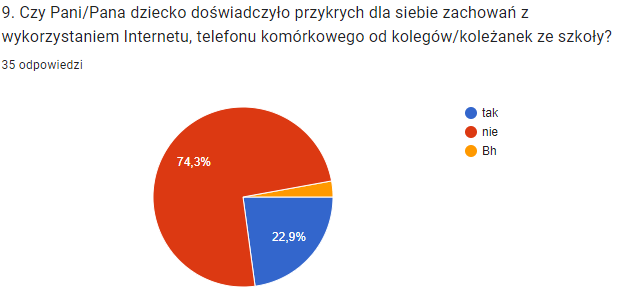 9. Czy Pani/Pana dziecko doświadczyło przykrych dla siebie zachowań z
wykorzystaniem Internetu, telefonu komórkowego od kolegów/koleżanek ze szkoły?
35 odpowiedzi
tak
nie
Bh
74,3%
22,9%